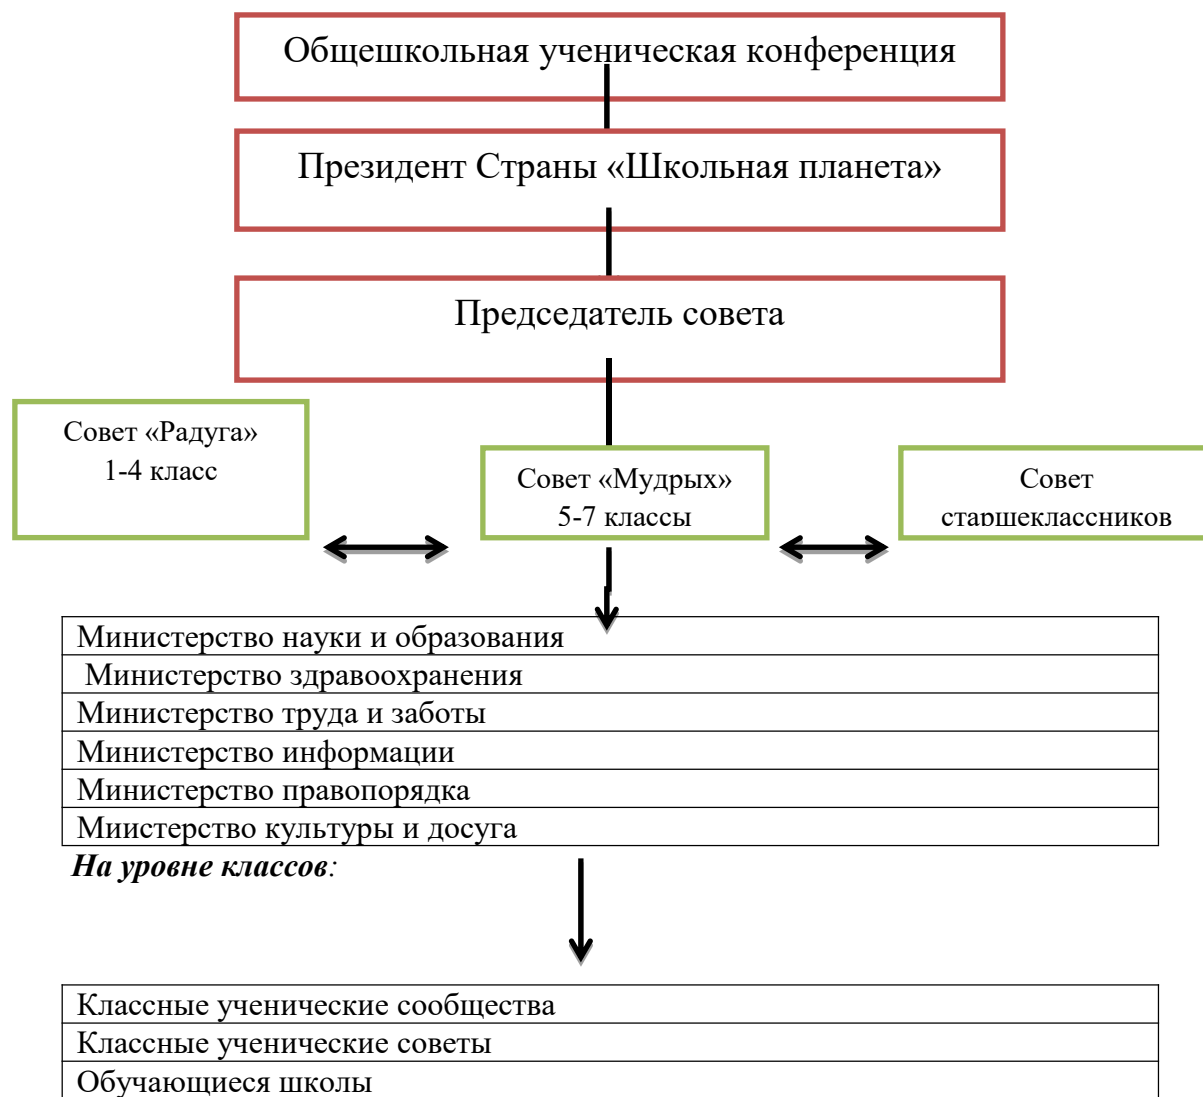 Общешкольная ученическая конференция
Президент Страны «Школьная планета»
Председатель совета
Совет «Радуга»
1-4 класс
Совет «Мудрых»
5-7 классы
Совет
старшеклассников
Министерство науки и образования
Министерство здравоохранения
Министерство труда и заботы
Министерство информации
Министерство правопорядка
Миистерство культуры и досуга
На уровне классов:
Классные ученические сообщества
Классные ученические советы
Обучающиеся школы